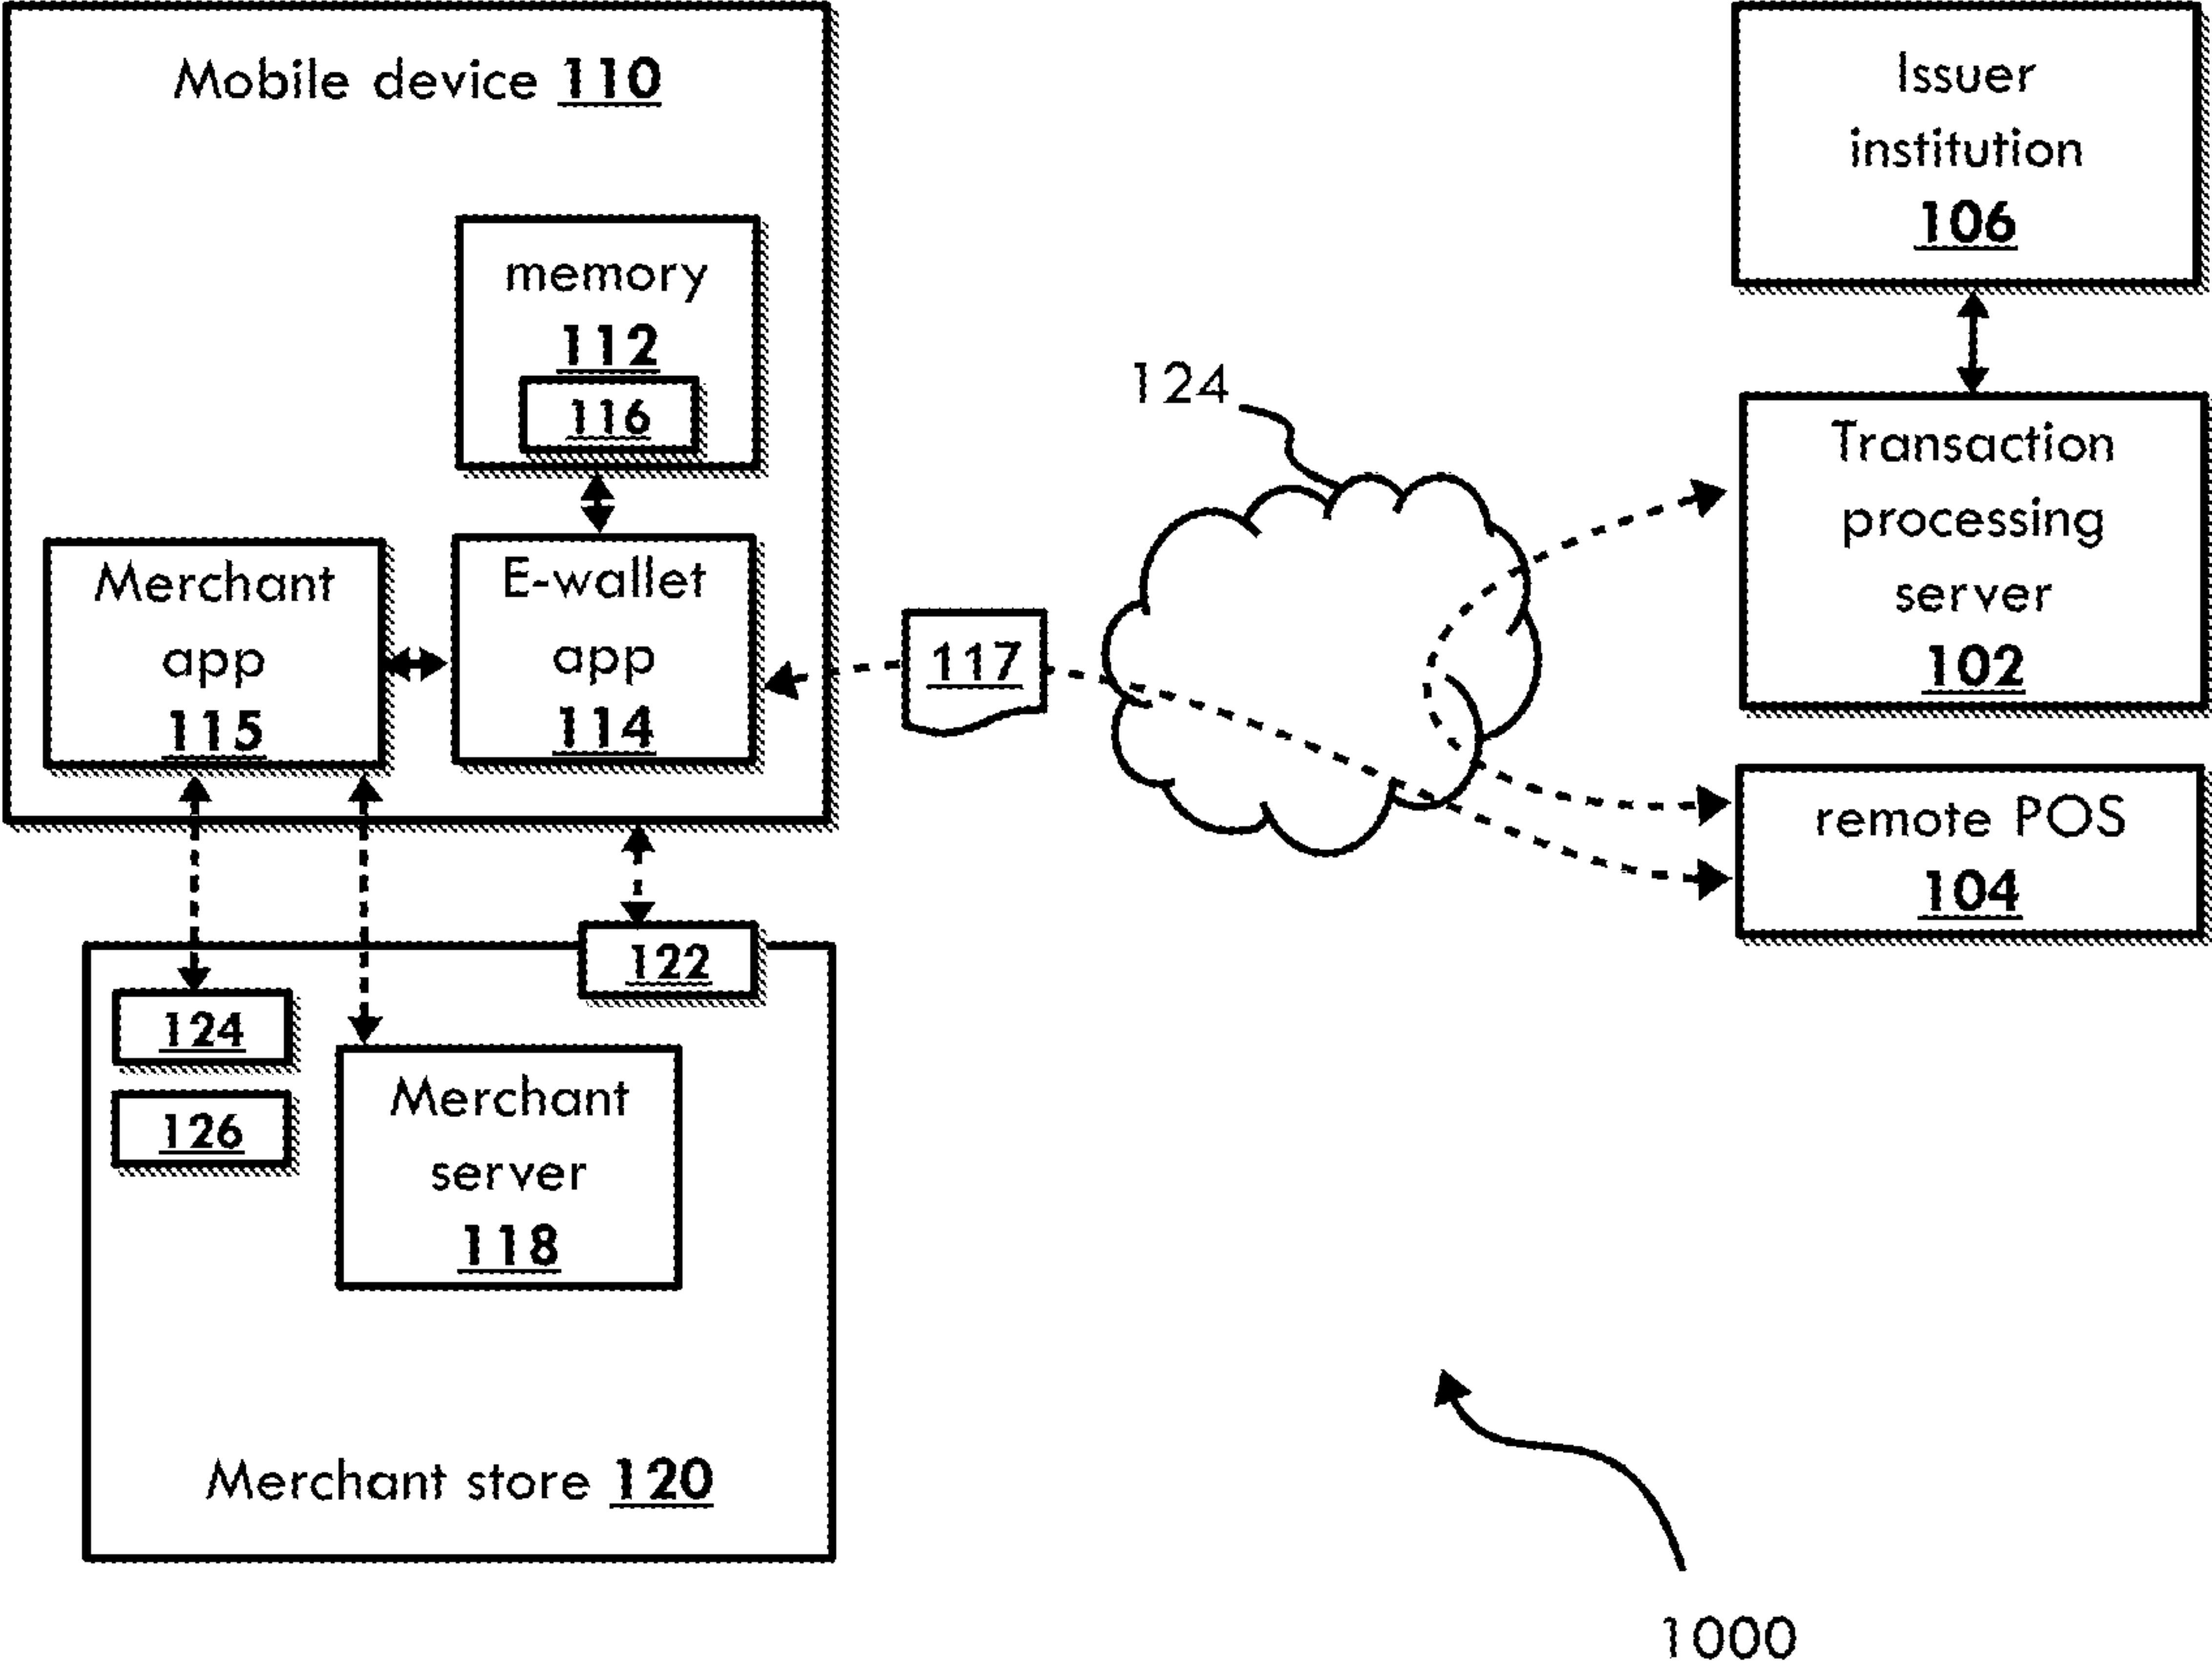 Mobile device 110
memory
112
116
Merchant
app
115
E-wallet
app
114
117
124
Issuer
institution
106
Transaction
processing
server
102
remote POS
104
122
124
126
Merchant
server
118
Merchant store 120
1000